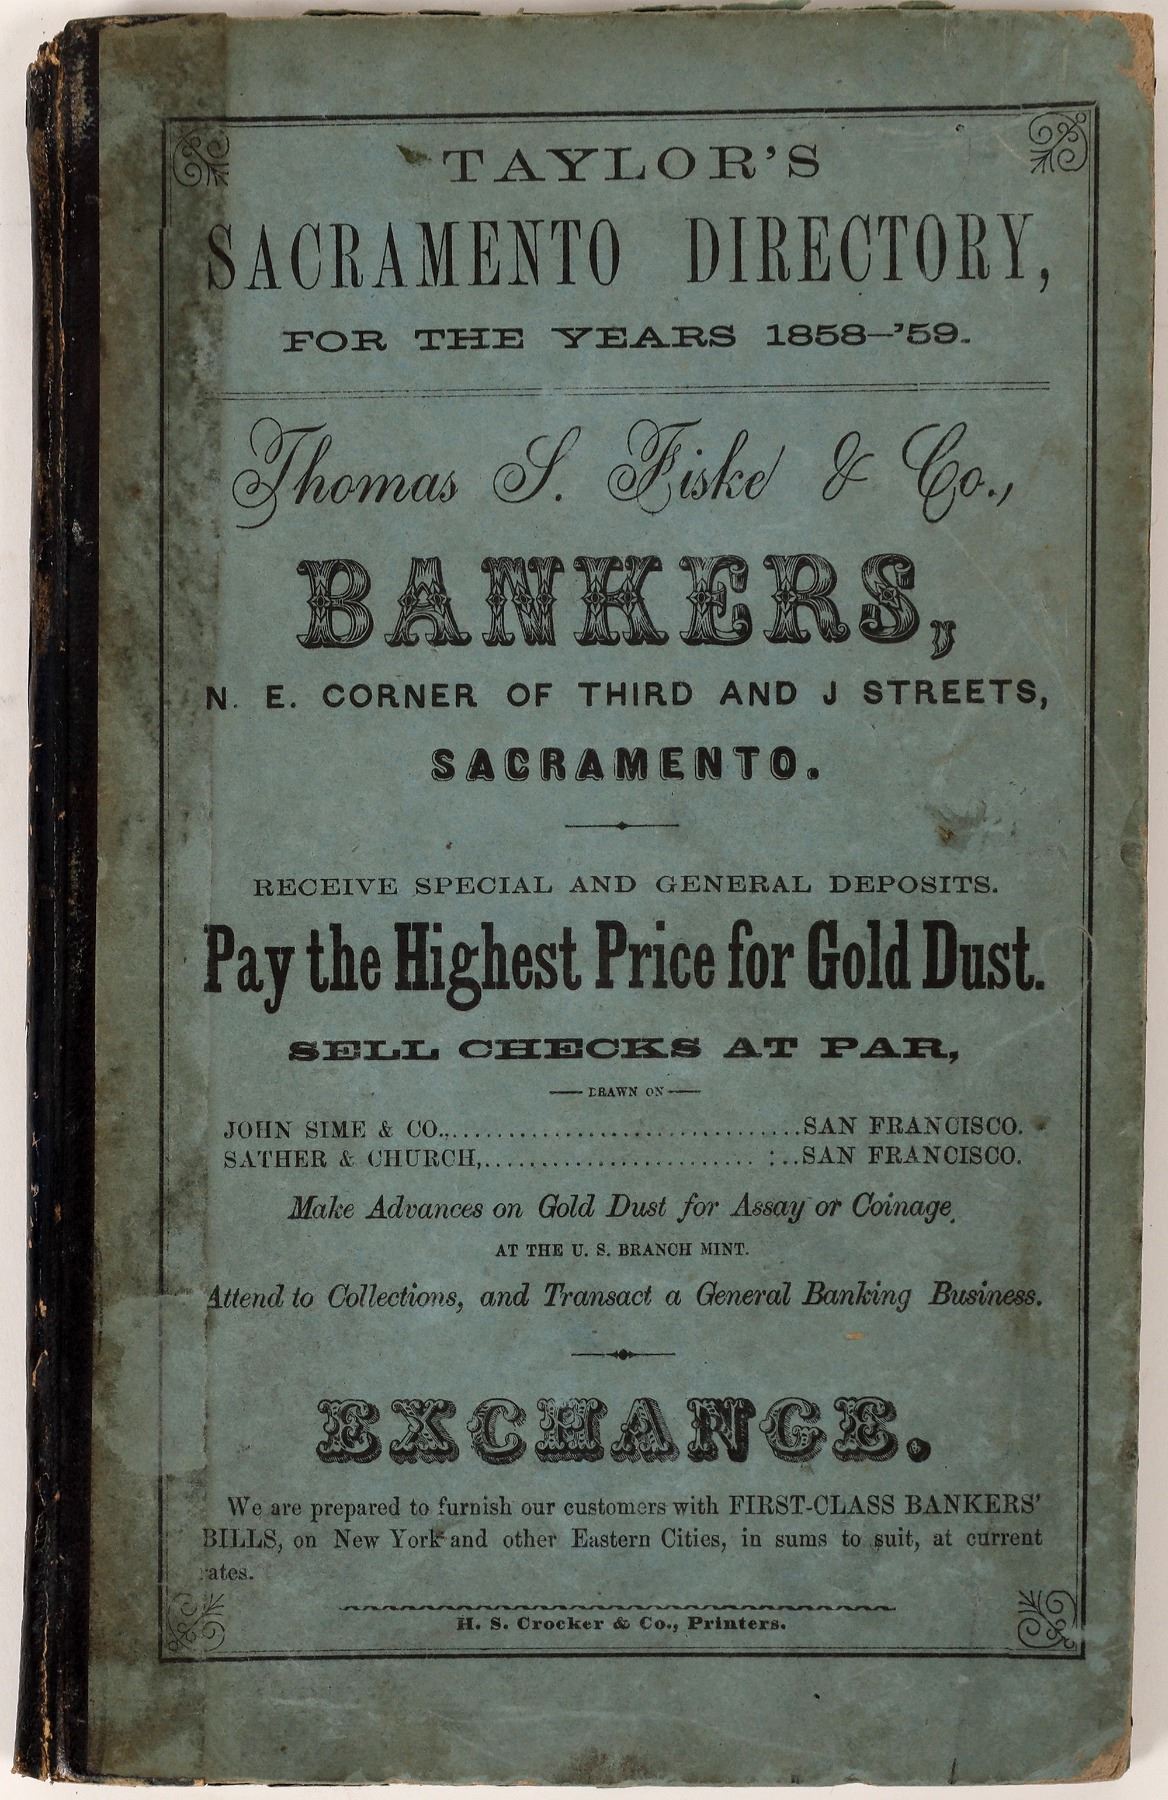 TAYLOR'S
SACRAMENTO DIRECTORY,
FOR THE YEARS 1858-'59.
Thomas S. Fiske & Co.,
BANKERS,
N. E. CORNER OF THIRD AND J STREETS,
SACRAMENTO.
RECEIVE SPECIAL AND GENERAL DEPOSITS.
Pay the Highest Price for Gold Dust.
SELL CHECKS AT PAR,
DRAWN ON
JOHN SIME & CO.,..................................SAN FRANCISCO.
SATHER & CHURCH,........................ :..SAN FRANCISCO.
Make Advances on Gold Dust for Assay or Coinage,
AT THE U. S. BRANCH MINT.
Attend to Collections, and Transact a General Banking Business.
EXCHANGE.
We are prepared to furnish our customers with FIRST-CLASS BANKERS'
BILLS, on New York and other Eastern Cities, in sums to suit, at current
rates.
H. S. Crocker & Co., Printers.